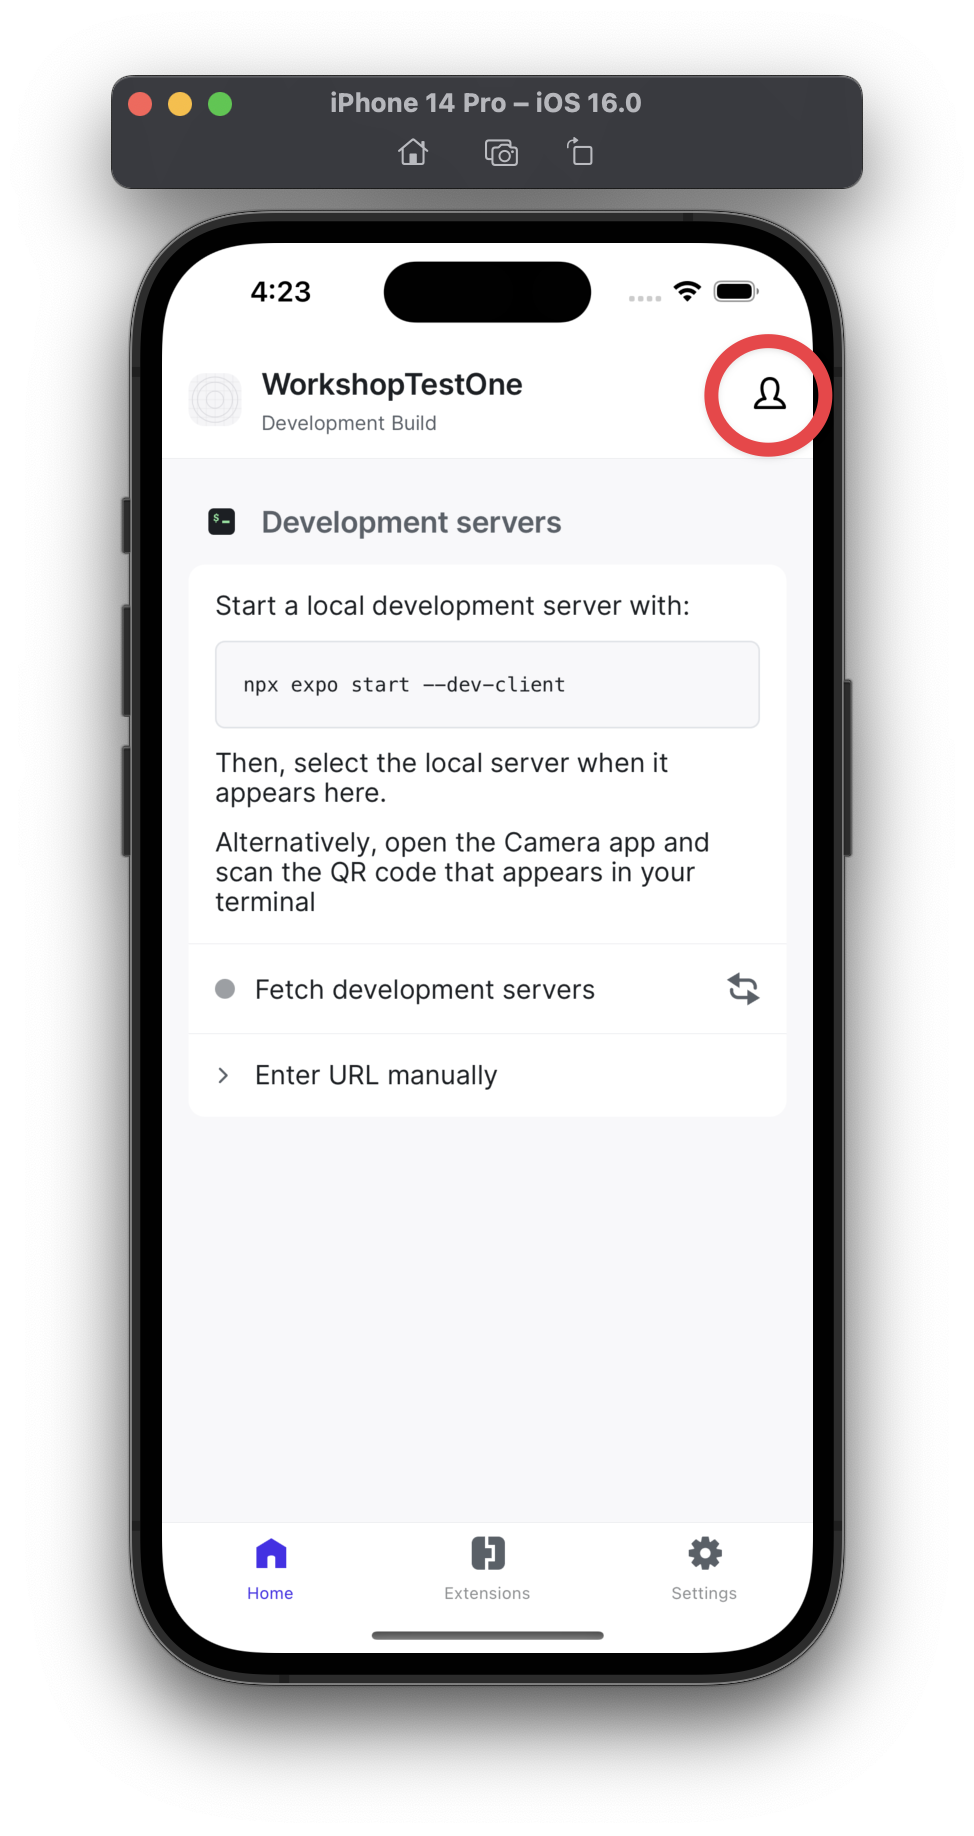 iPhone 14 Pro – iOS 16.0
4:23
WorkshopTestOne
Development Build
$
Development servers
Start a local development server with:
npx expo start --dev-client
Then, select the local server when it
appears here.
Alternatively, open the Camera app and
scan the QR code that appears in your
terminal
Fetch development servers
Enter URL manually
Home
Extensions
Settings